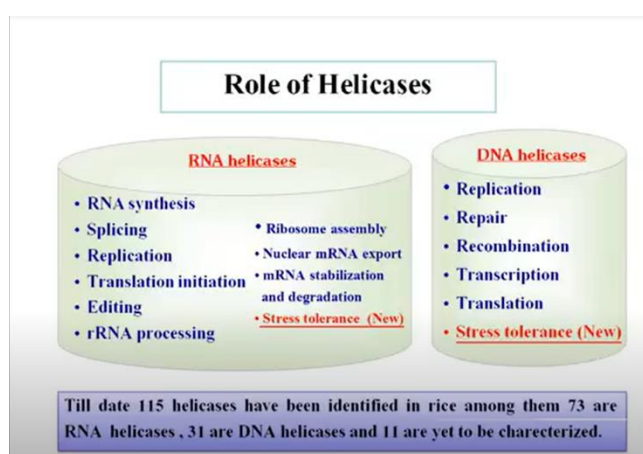 Role of Helicases
RNA helicases
• RNA synthesis
• Splicing
• Replication
• Translation initiation
• Editing
• rRNA processing
• Ribosome assembly
• Nuclear mRNA export
• mRNA stabilization
and degradation
• Stress tolerance (New)
DNA helicases
• Replication
• Repair
• Recombination
• Transcription
• Translation
• Stress tolerance (New)
Till date 115 helicases have been identified in rice among them 73 are
RNA helicases , 31 are DNA helicases and 11 are yet to be charecterized.